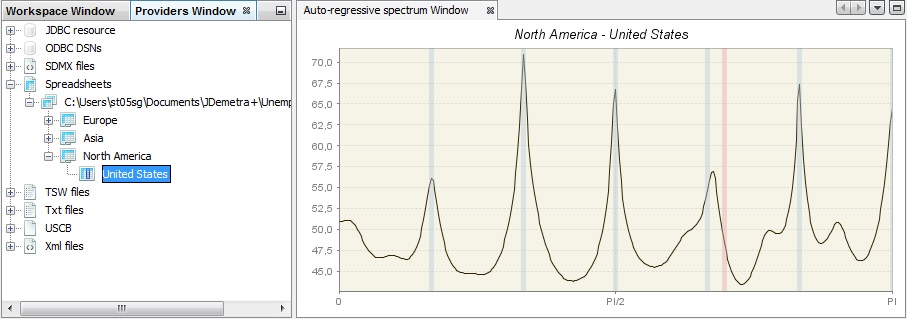 Workspace Window
Providers Window
JDBC resource
ODBC DSNs
SDMX files
Spreadsheets
C:\Users\st05sg\Documents\JDemetra+\Unemp
Europe
Asia
North America
United States
TSW files
Txt files
USCB
Xml files
Auto-regressive spectrum Window
North America - United States
70,0
67,5
65,0
62,5
60,0
57,5
55,0
52,5
50,0
47,5
45,0
0
PI/2
PI